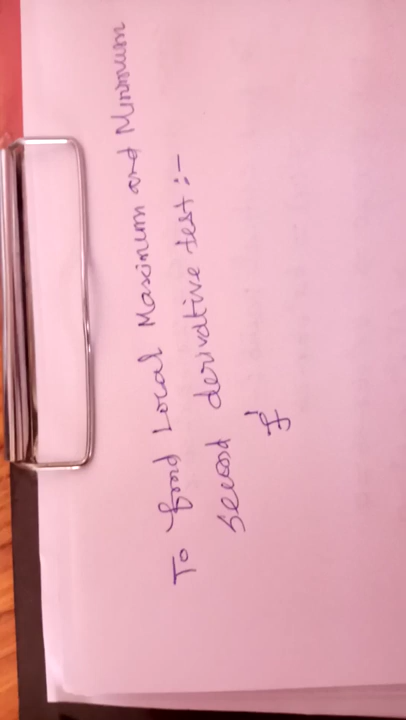 To find Local Maximum and Minimum
second derivative test :-
f'